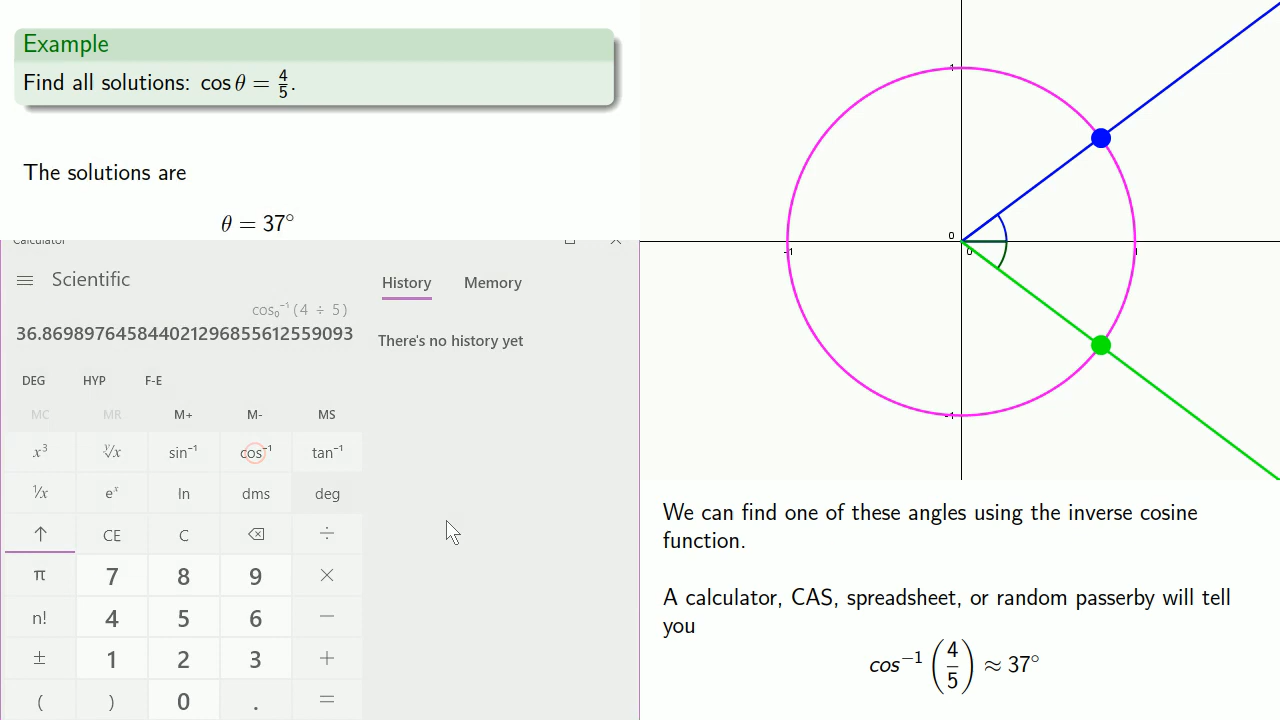 Example
Find all solutions: cos θ = 4/5.
The solutions are
θ = 37°
Calculator
Scientific
History
Memory
cos₀⁻¹ (4 ÷ 5)
36.869897645844021296855612559093
There's no history yet
DEG
HYP
F-E
MC
MR
M+
M-
MS
x³
ʸ√x
sin⁻¹
cos⁻¹
tan⁻¹
¹/x
eˣ
ln
dms
deg
↑
CE
C
⌫
÷
π
7
8
9
×
n!
4
5
6
−
±
1
2
3
+
(
)
0
.
=
1
0
-1
0
1
-1
We can find one of these angles using the inverse cosine
function.
A calculator, CAS, spreadsheet, or random passerby will tell
you
cos⁻¹ (4/5) ≈ 37°